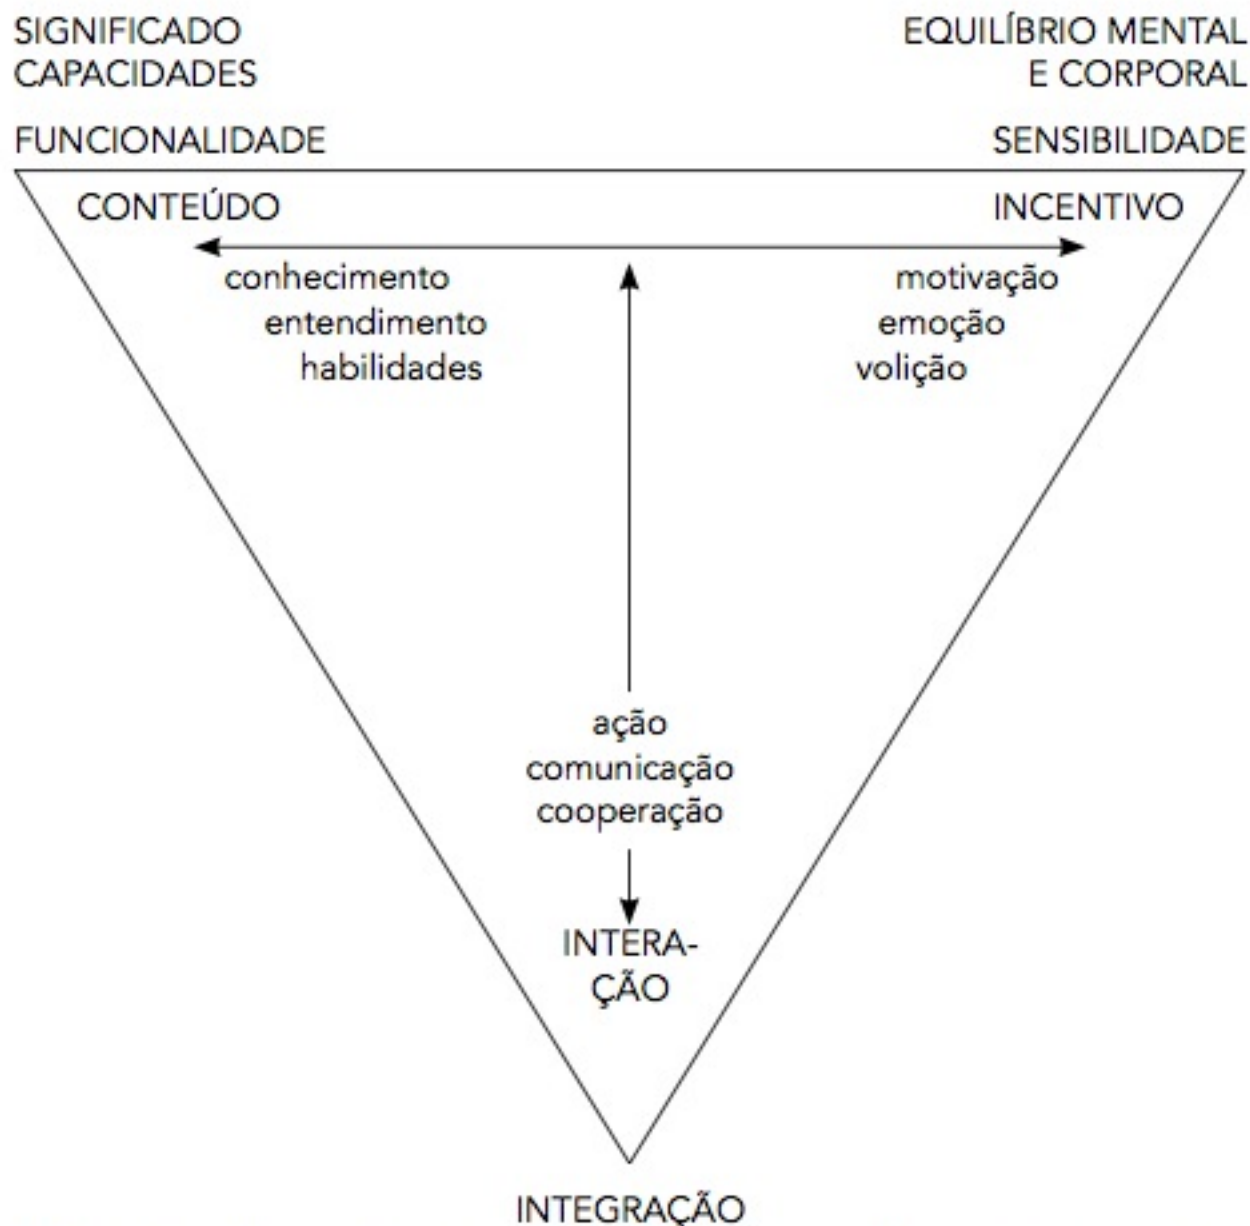 SIGNIFICADO
CAPACIDADES
EQUILÍBRIO MENTAL
E CORPORAL
FUNCIONALIDADE
SENSIBILIDADE
CONTEÚDO
INCENTIVO
conhecimento
entendimento
habilidades
motivação
emoção
volição
ação
comunicação
cooperação
INTERA-
ÇÃO
INTEGRAÇÃO